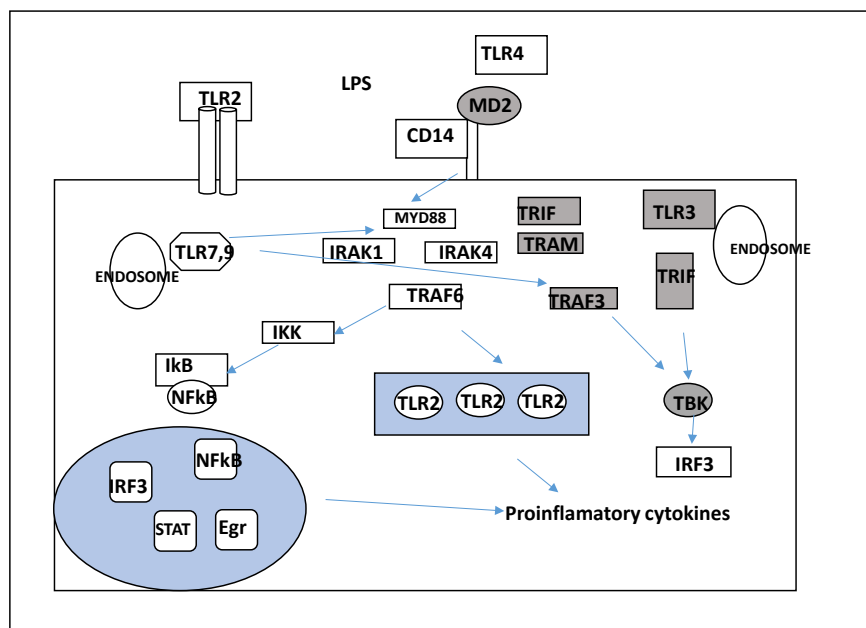 TLR4
LPS
TLR2
MD2
CD14
MYD88
TRIF
TLR3
TLR7,9
IRAK1
IRAK4
TRAM
ENDOSOME
ENDOSOME
TRIF
TRAF6
TRAF3
IKK
IkB
NFkB
TLR2
TLR2
TLR2
TBK
NFkB
IRF3
IRF3
STAT
Egr
Proinflamatory cytokines